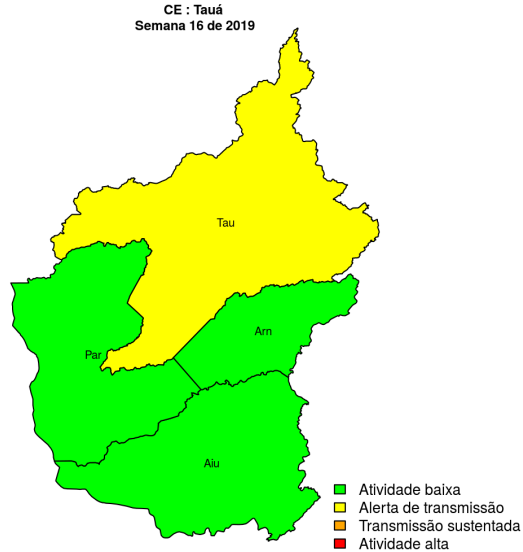 CE : Tauá
Semana 16 de 2019
Tau
Arn
Par
Aiu
Atividade baixa
Alerta de transmissão
Transmissão sustentada
Atividade alta